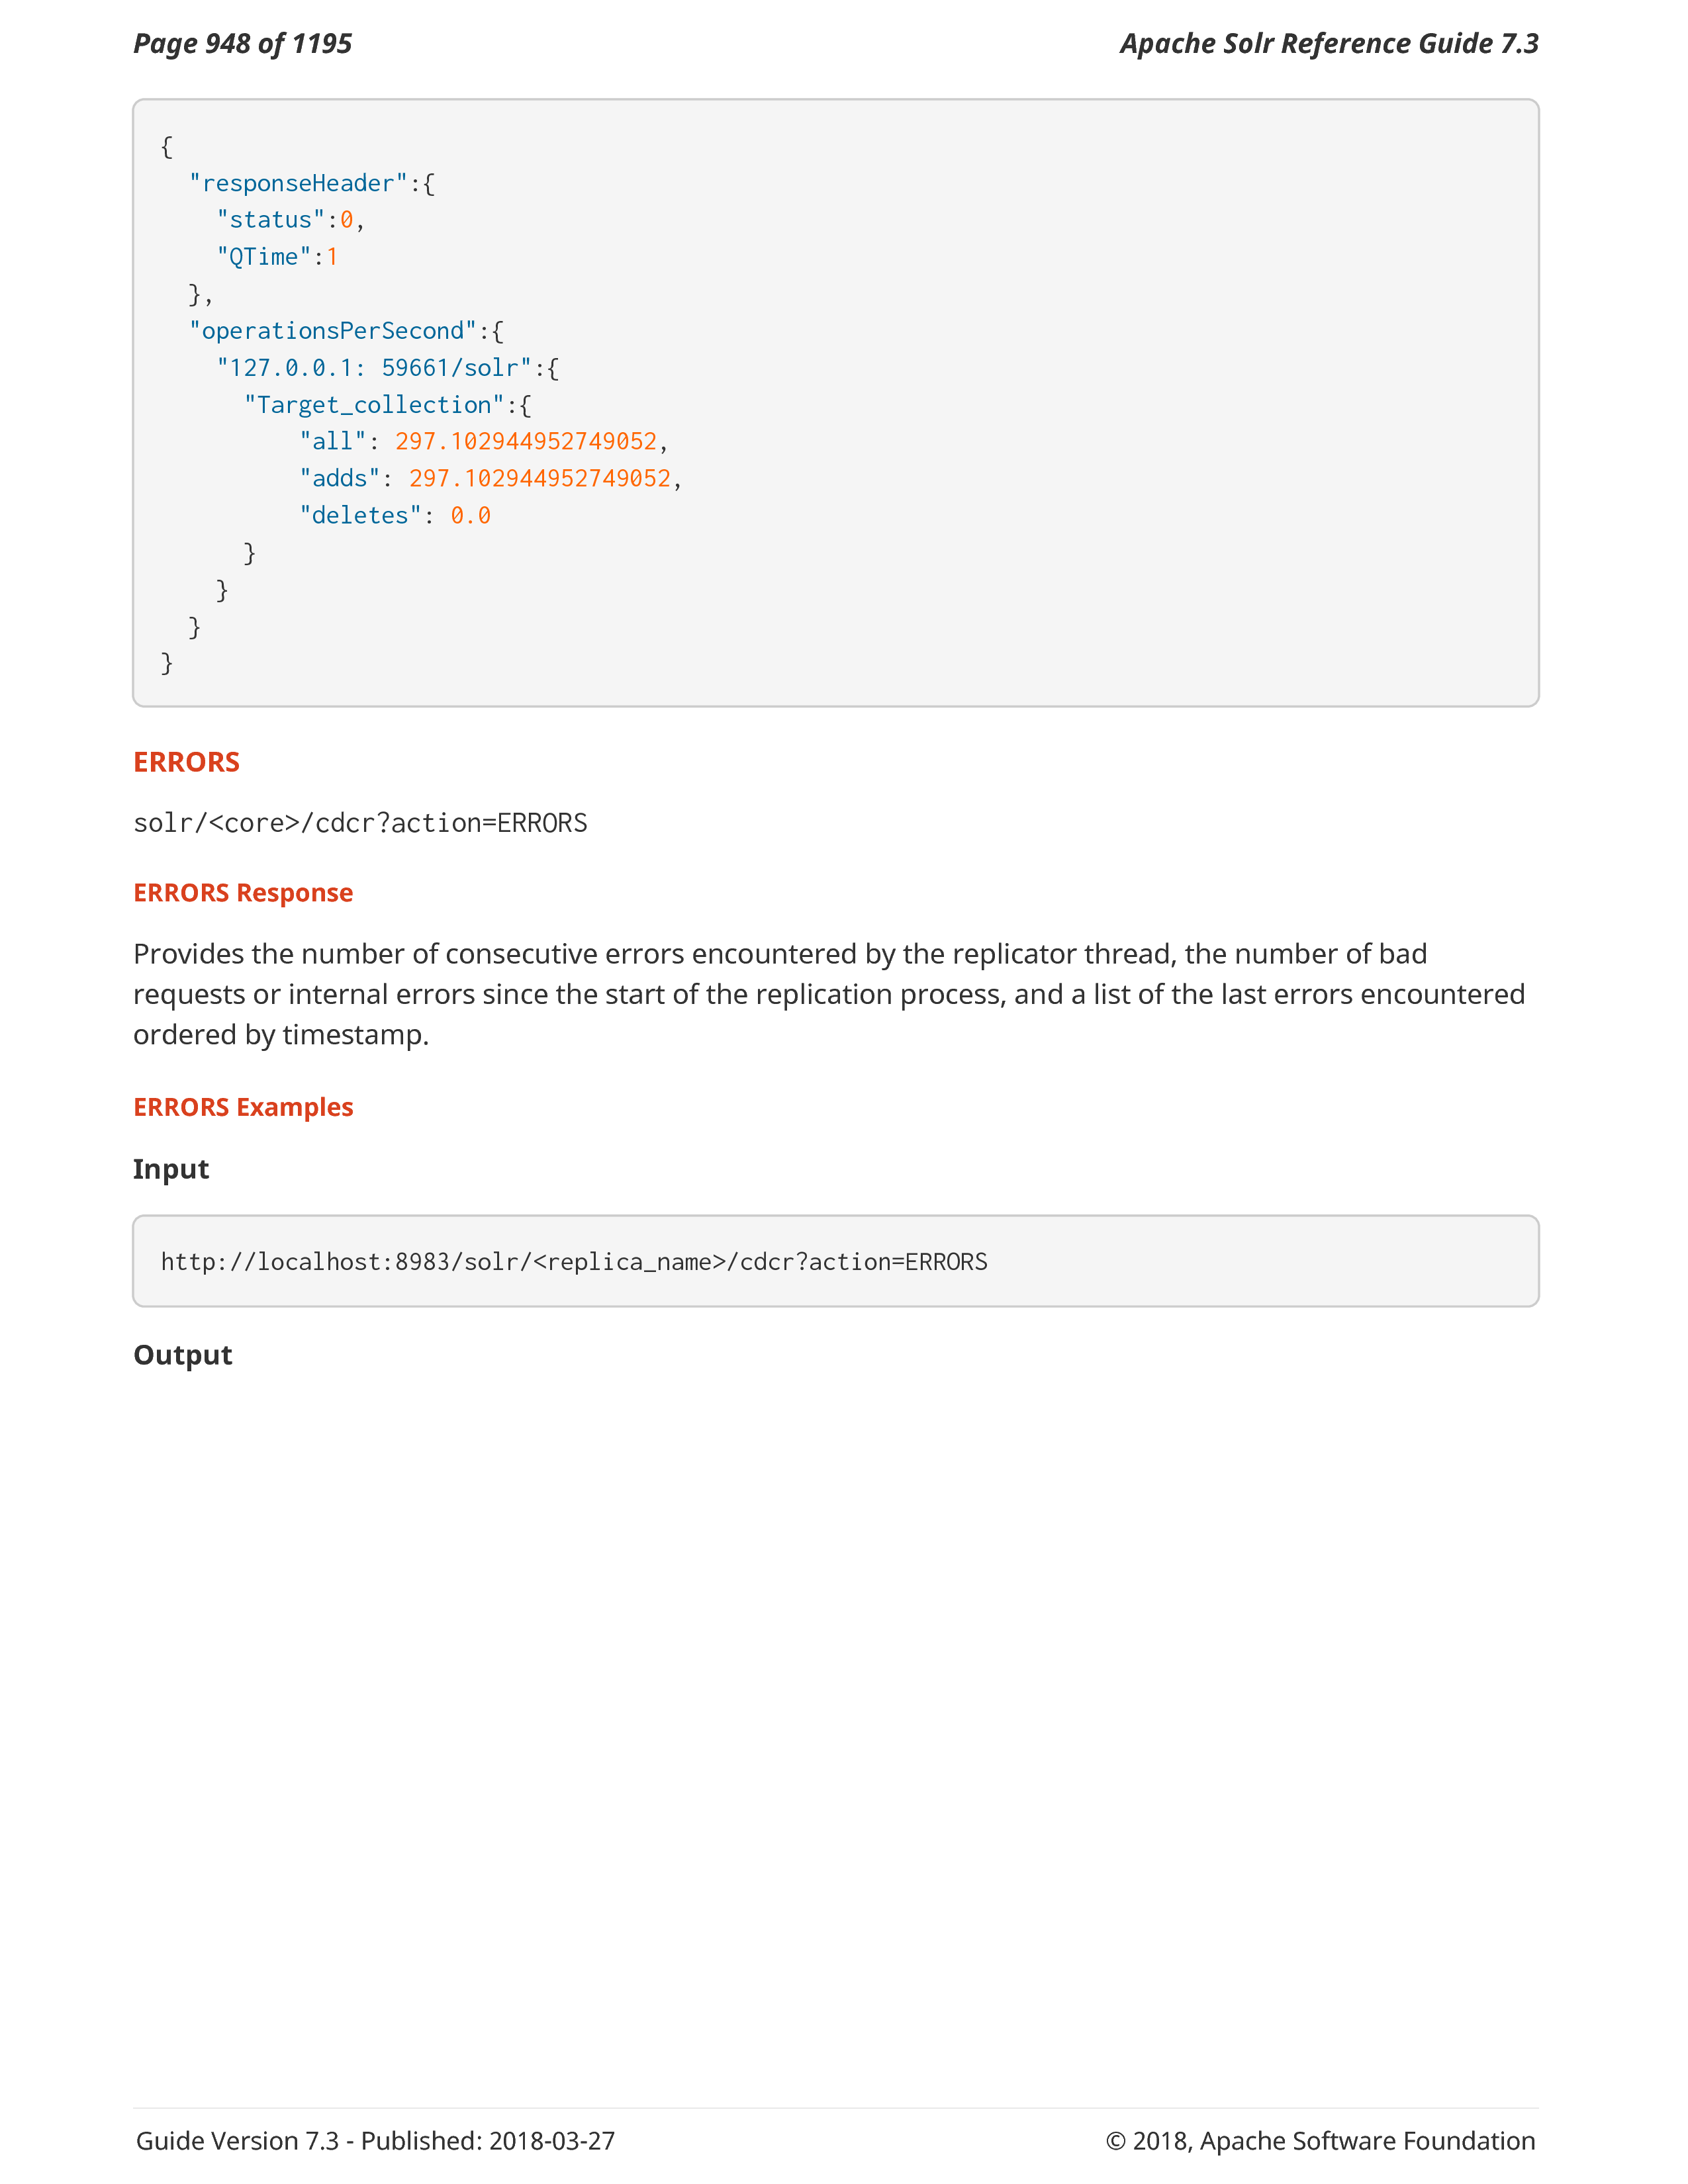 Page 948 of 1195
Apache Solr Reference Guide 7.3
{
  "responseHeader":{
    "status":0,
    "QTime":1
  },
  "operationsPerSecond":{
    "127.0.0.1: 59661/solr":{
      "Target_collection":{
          "all": 297.102944952749052,
          "adds": 297.102944952749052,
          "deletes": 0.0
      }
    }
  }
}
ERRORS
solr/<core>/cdcr?action=ERRORS
ERRORS Response
Provides the number of consecutive errors encountered by the replicator thread, the number of bad
requests or internal errors since the start of the replication process, and a list of the last errors encountered
ordered by timestamp.
ERRORS Examples
Input
http://localhost:8983/solr/<replica_name>/cdcr?action=ERRORS
Output
Guide Version 7.3 - Published: 2018-03-27
© 2018, Apache Software Foundation